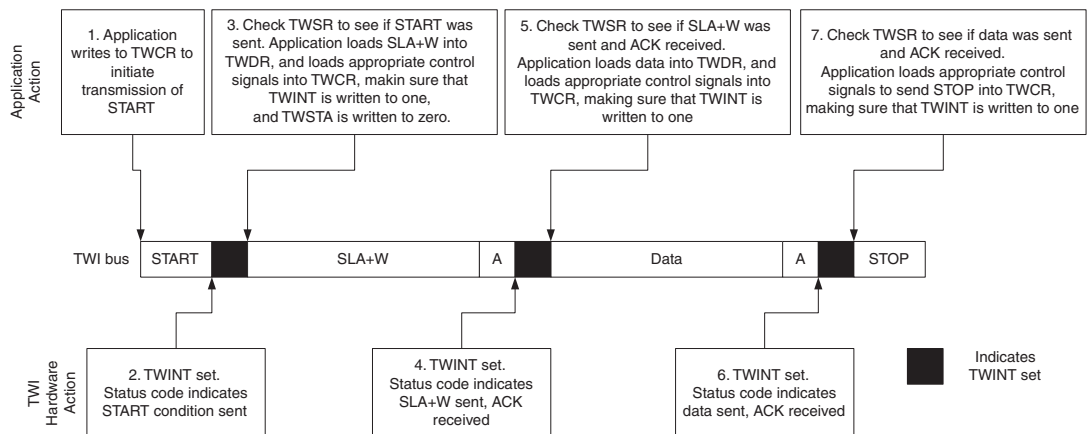 Application
Action
1. Application
writes to TWCR to
initiate
transmission of
START
3. Check TWSR to see if START was
sent. Application loads SLA+W into
TWDR, and loads appropriate control
signals into TWCR, makin sure that
TWINT is written to one,
and TWSTA is written to zero.
5. Check TWSR to see if SLA+W was
sent and ACK received.
Application loads data into TWDR, and
loads appropriate control signals into
TWCR, making sure that TWINT is
written to one
7. Check TWSR to see if data was sent
and ACK received.
Application loads appropriate control
signals to send STOP into TWCR,
making sure that TWINT is written to one
TWI bus
START
SLA+W
A
Data
A
STOP
TWI
Hardware
Action
2. TWINT set.
Status code indicates
START condition sent
4. TWINT set.
Status code indicates
SLA+W sent, ACK
received
6. TWINT set.
Status code indicates
data sent, ACK received
Indicates
TWINT set